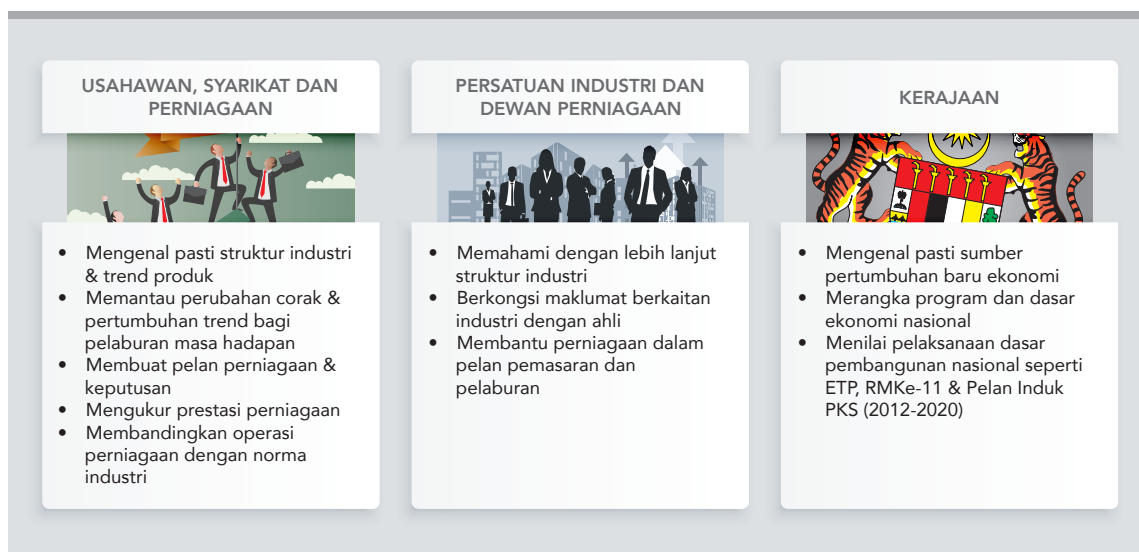 USAHAWAN, SYARIKAT DAN
PERNIAGAAN
• Mengenal pasti struktur industri
& trend produk
• Memantau perubahan corak &
pertumbuhan trend bagi
pelaburan masa hadapan
• Membuat pelan perniagaan &
keputusan
• Mengukur prestasi perniagaan
• Membandingkan operasi
perniagaan dengan norma
industri
PERSATUAN INDUSTRI DAN
DEWAN PERNIAGAAN
• Memahami dengan lebih lanjut
struktur industri
• Berkongsi maklumat berkaitan
industri dengan ahli
• Membantu perniagaan dalam
pelan pemasaran dan
pelaburan
KERAJAAN
• Mengenal pasti sumber
pertumbuhan baru ekonomi
• Merangka program dan dasar
ekonomi nasional
• Menilai pelaksanaan dasar
pembangunan nasional seperti
ETP, RMKe-11 & Pelan Induk
PKS (2012-2020)